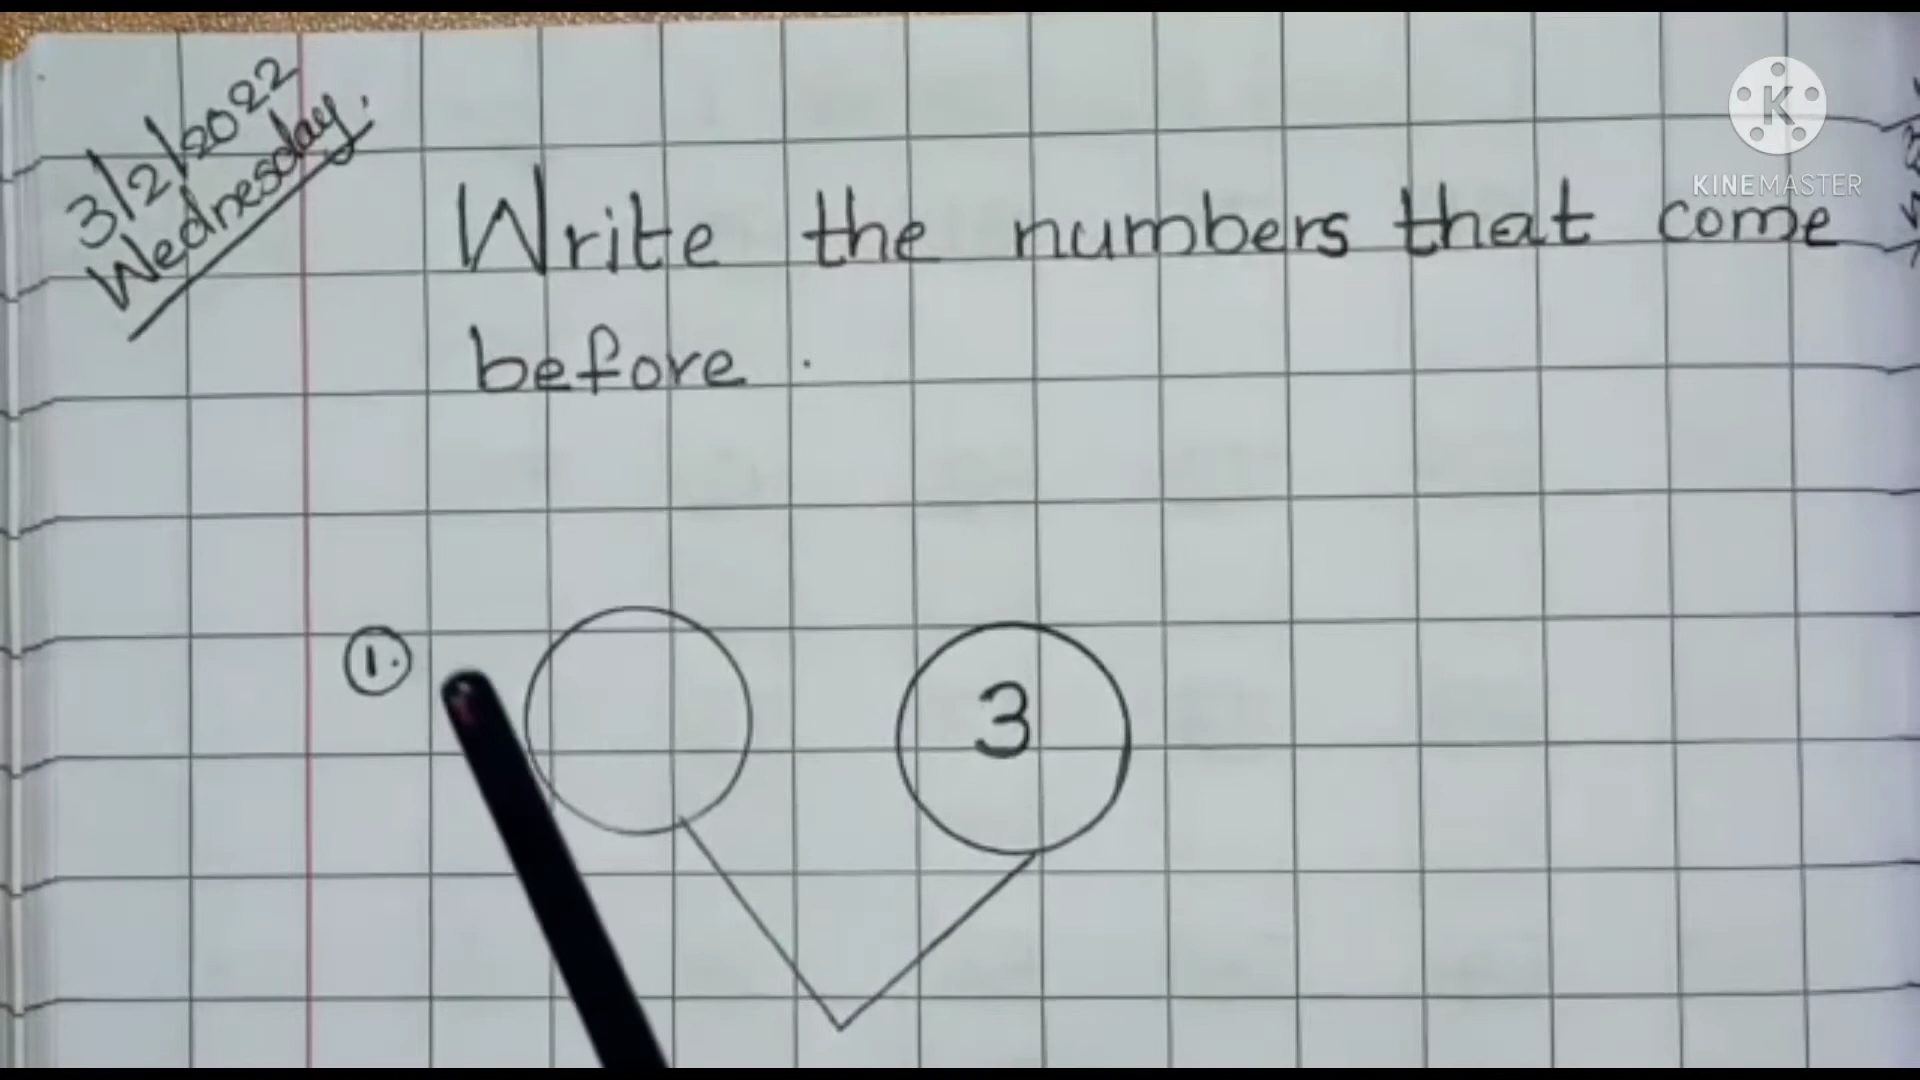 3/2/2022
Wednesday.
KINEMASTER
Write the numbers that come
before.
1.
3